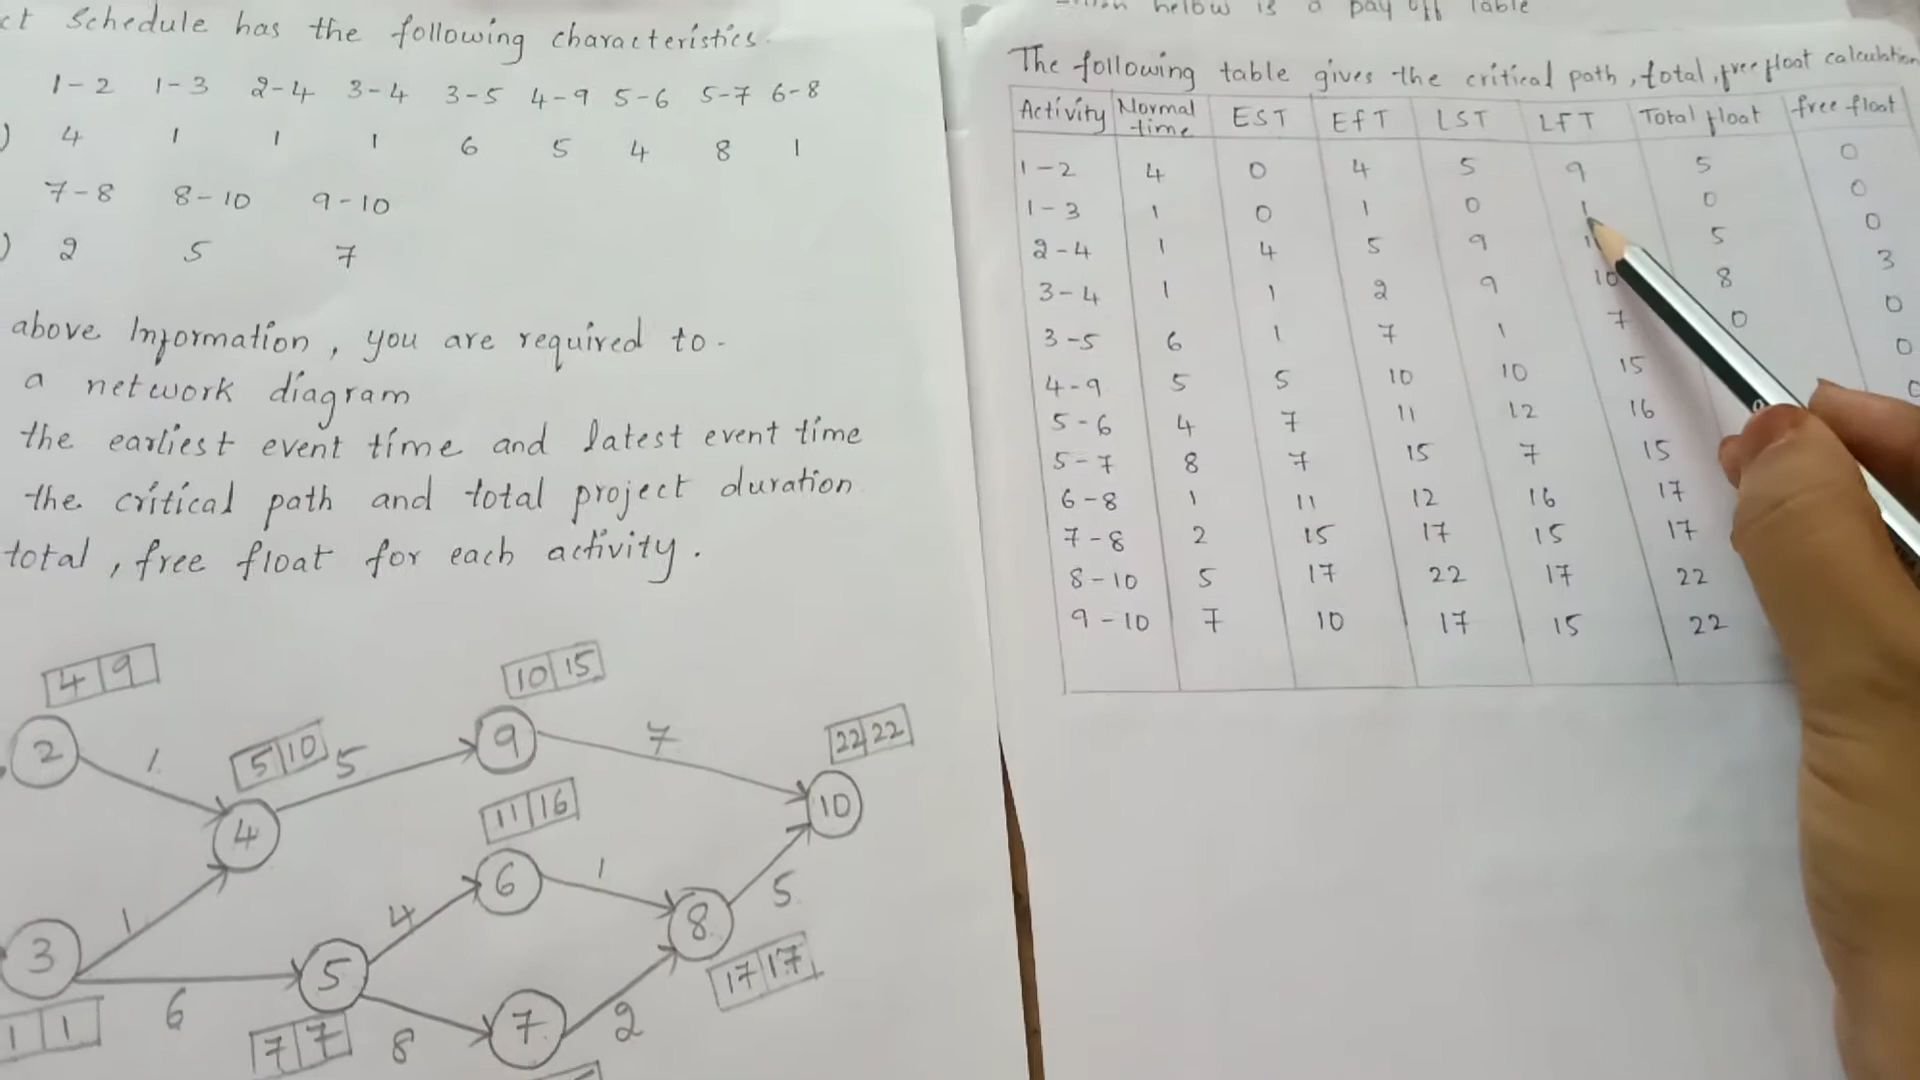 Schedule has the following characteristics.
1-2 1-3 2-4 3-4 3-5 4-9 5-6 5-7 6-8
) 4 1 1 1 6 5 4 8 1
7-8 8-10 9-10
) 2 5 7
above Information, you are required to -
a network diagram
the earliest event time and latest event time
the critical path and total project duration
total, free float for each activity.
4 9
2
1
5 10
5
4
10 15
9
7
22 22
10
11 16
6
1
5
8
17 17
3
1
1 1
6
5
7 7
4
8
7
2
below is a pay off Table
The following table gives the critical path, total, free float calculation
Activity Normal time EST EFT LST LFT Total float free float
1-2 4 0 4 5 9 5 0
1-3 1 0 1 0 1 0 0
2-4 1 4 5 9 5 0
3-4 1 1 2 9 10 8 3
3-5 6 1 7 1 7 0 0
4-9 5 5 10 10 15 0
5-6 4 7 11 12 16 0
5-7 8 7 15 7 15
6-8 1 11 12 16 17
7-8 2 15 17 15 17
8-10 5 17 22 17 22
9-10 7 10 17 15 22